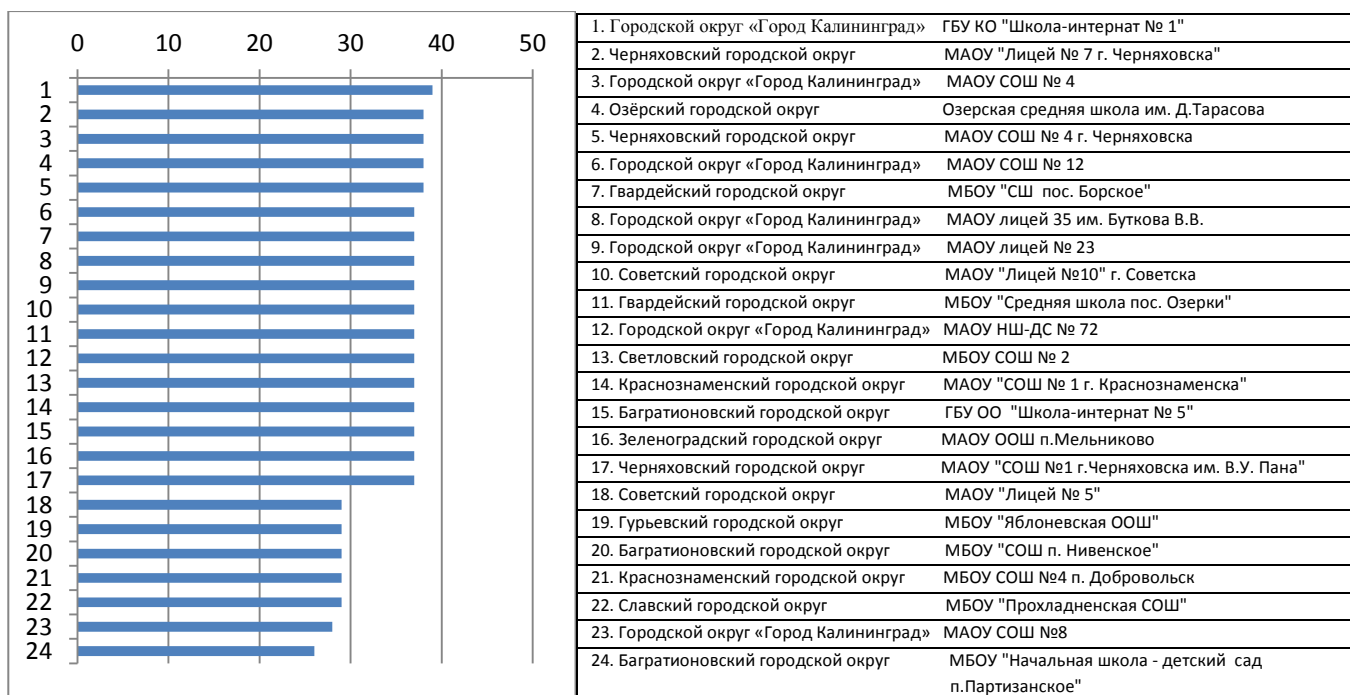 0 10 20 30 40 50
1
2
3
4
5
6
7
8
9
10
11
12
13
14
15
16
17
18
19
20
21
22
23
24
1. Городской округ «Город Калининград» ГБУ КО "Школа-интернат № 1"
2. Черняховский городской округ МАОУ "Лицей № 7 г. Черняховска"
3. Городской округ «Город Калининград» МАОУ СОШ № 4
4. Озёрский городской округ Озерская средняя школа им. Д.Тарасова
5. Черняховский городской округ МАОУ СОШ № 4 г. Черняховска
6. Городской округ «Город Калининград» МАОУ СОШ № 12
7. Гвардейский городской округ МБОУ "СШ пос. Борское"
8. Городской округ «Город Калининград» МАОУ лицей 35 им. Буткова В.В.
9. Городской округ «Город Калининград» МАОУ лицей № 23
10. Советский городской округ МАОУ "Лицей №10" г. Советска
11. Гвардейский городской округ МБОУ "Средняя школа пос. Озерки"
12. Городской округ «Город Калининград» МАОУ НШ-ДС № 72
13. Светловский городской округ МБОУ СОШ № 2
14. Краснознаменский городской округ МАОУ "СОШ № 1 г. Краснознаменска"
15. Багратионовский городской округ ГБУ ОО "Школа-интернат № 5"
16. Зеленоградский городской округ МАОУ ООШ п.Мельниково
17. Черняховский городской округ МАОУ "СОШ №1 г.Черняховска им. В.У. Пана"
18. Советский городской округ МАОУ "Лицей № 5"
19. Гурьевский городской округ МБОУ "Яблоневская ООШ"
20. Багратионовский городской округ МБОУ "СОШ п. Нивенское"
21. Краснознаменский городской округ МБОУ СОШ №4 п. Добровольск
22. Славский городской округ МБОУ "Прохладненская СОШ"
23. Городской округ «Город Калининград» МАОУ СОШ №8
24. Багратионовский городской округ МБОУ "Начальная школа - детский сад
п.Партизанское"